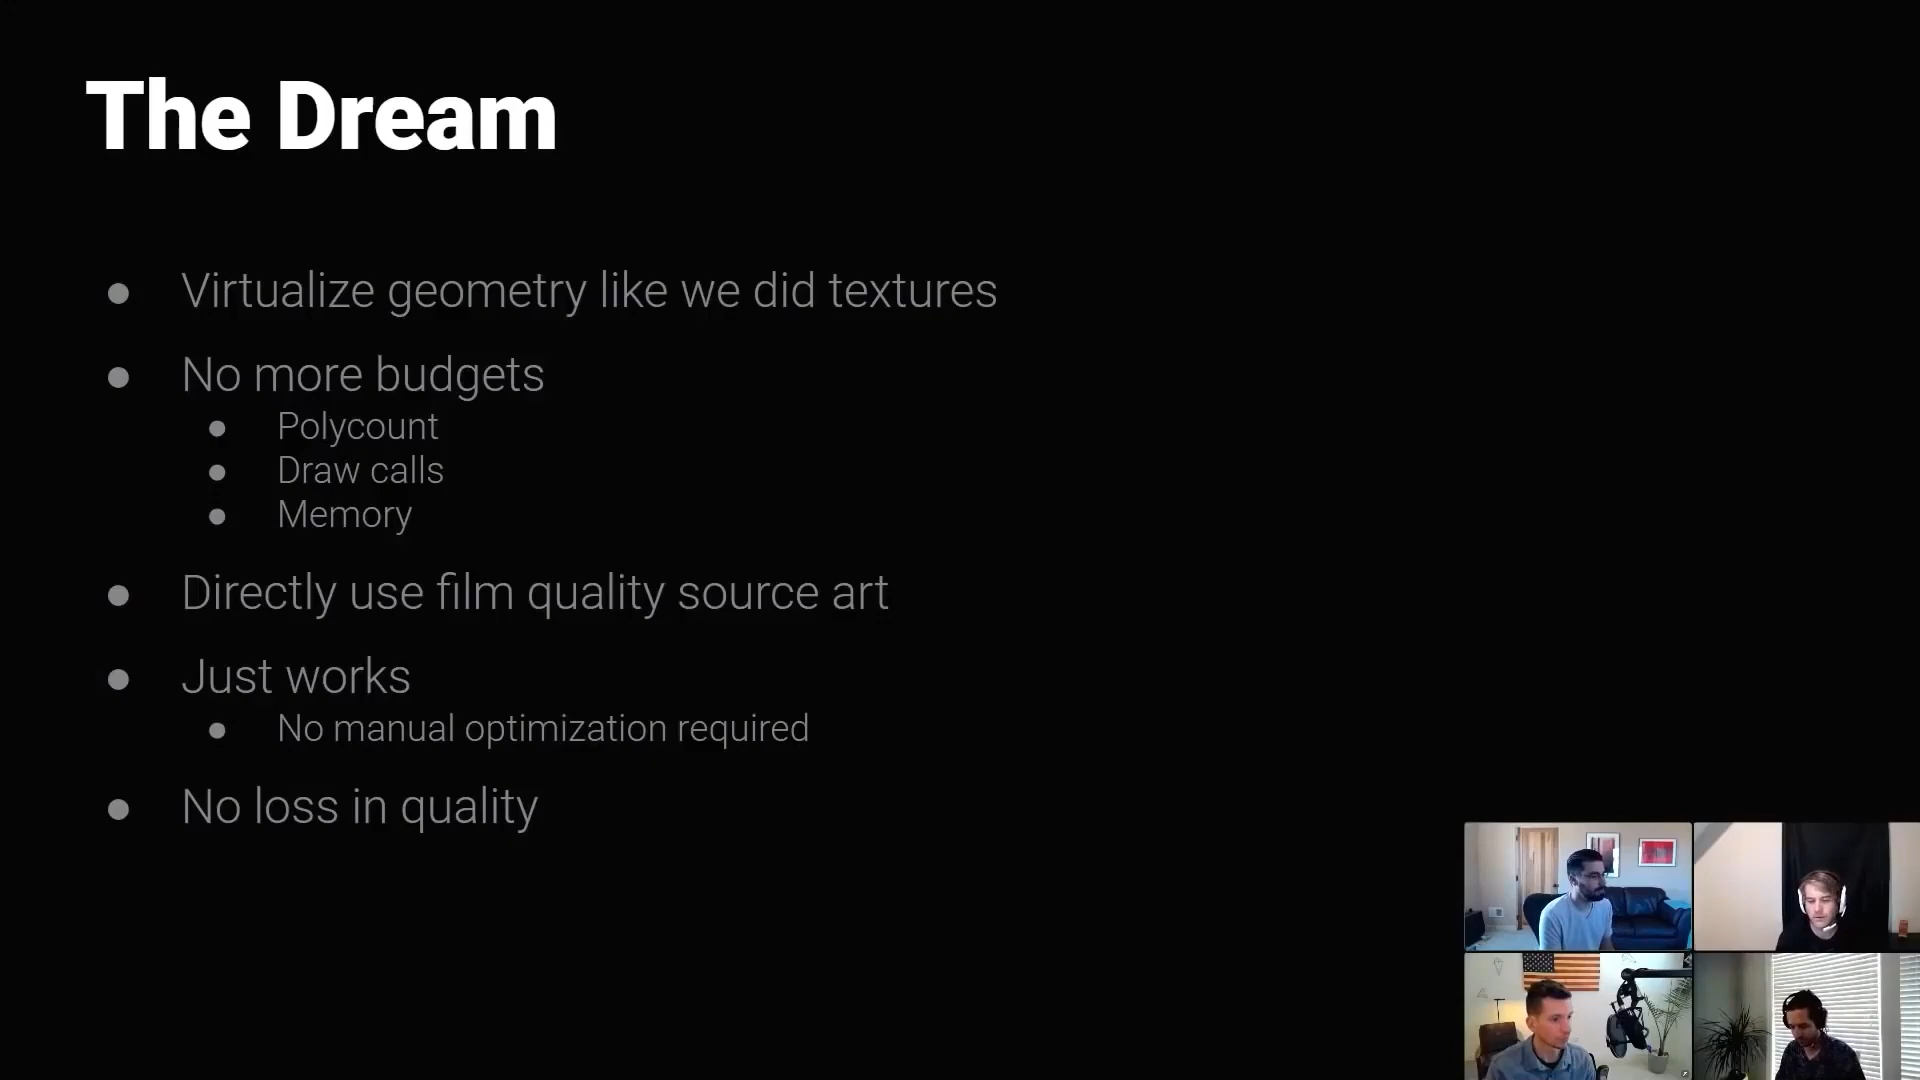 The Dream
Virtualize geometry like we did textures
No more budgets
Polycount
Draw calls
Memory
Directly use film quality source art
Just works
No manual optimization required
No loss in quality